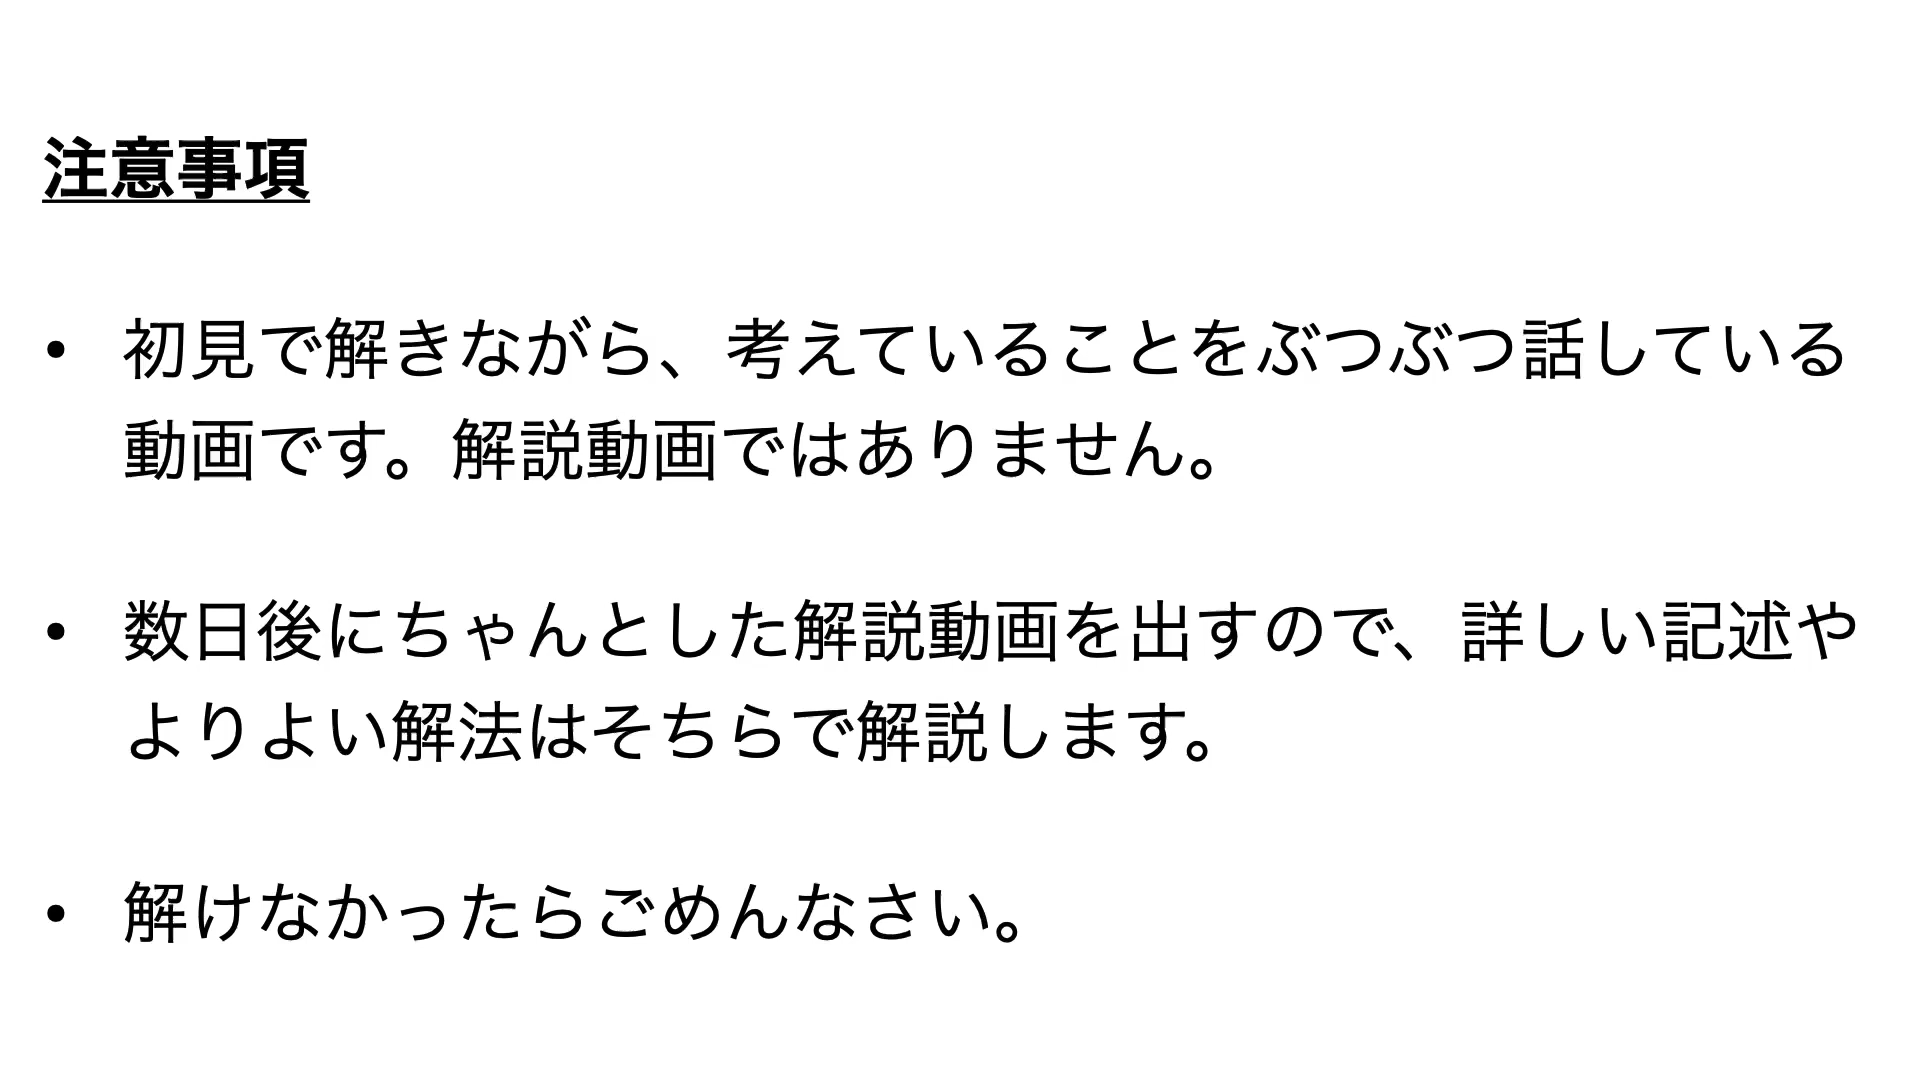 注意事項
• 初見で解きながら、考えていることをぶつぶつ話している
動画です。解説動画ではありません。
• 数日後にちゃんとした解説動画を出すので、詳しい記述や
よりよい解法はそちらで解説します。
• 解けなかったらごめんなさい。